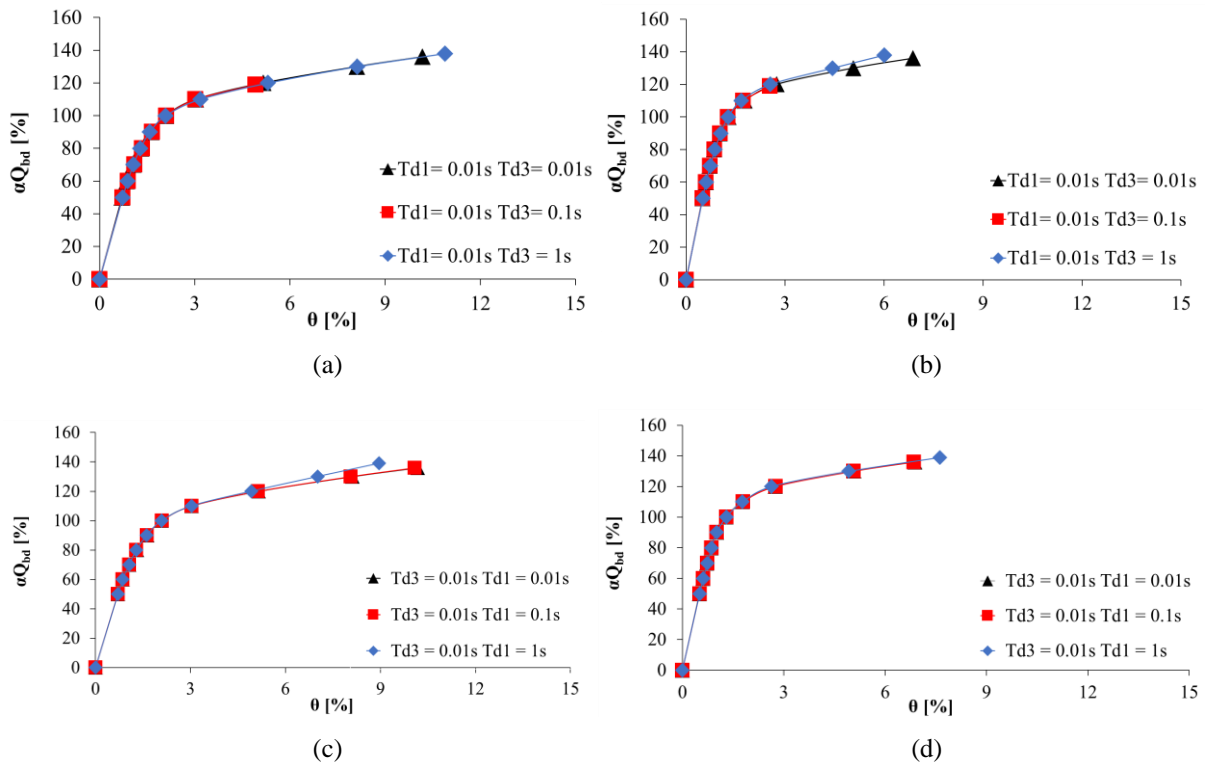 160
140
120
100
80
60
40
20
0
αQbd [%]
Td1= 0.01s Td3= 0.01s
Td1= 0.01s Td3= 0.1s
Td1= 0.01s Td3 = 1s
0 3 6 9 12 15
θ [%]
(a)
160
140
120
100
80
60
40
20
0
αQbd [%]
Td1= 0.01s Td3= 0.01s
Td1= 0.01s Td3= 0.1s
Td1= 0.01s Td3 = 1s
0 3 6 9 12 15
θ [%]
(b)
160
140
120
100
80
60
40
20
0
αQbd [%]
Td3 = 0.01s Td1 = 0.01s
Td3 = 0.01s Td1 = 0.1s
Td3 = 0.01s Td1 = 1s
0 3 6 9 12 15
θ [%]
(c)
160
140
120
100
80
60
40
20
0
αQbd [%]
Td3 = 0.01s Td1 = 0.01s
Td3 = 0.01s Td1 = 0.1s
Td3 = 0.01s Td1 = 1s
0 3 6 9 12 15
θ [%]
(d)